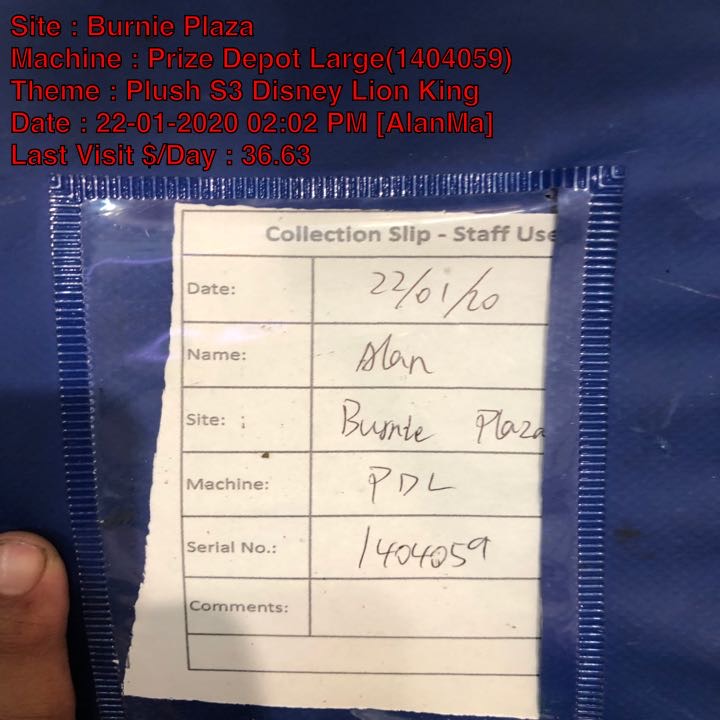 Site : Burnie Plaza
Machine : Prize Depot Large(1404059)
Theme : Plush S3 Disney Lion King
Date : 22-01-2020 02:02 PM [AlanMa]
Last Visit $/Day : 36.63
Collection Slip - Staff Use
Date: 22/01/20
Name: Alan
Site: Burnie Plaza
Machine: PDL
Serial No.: 1404059
Comments: